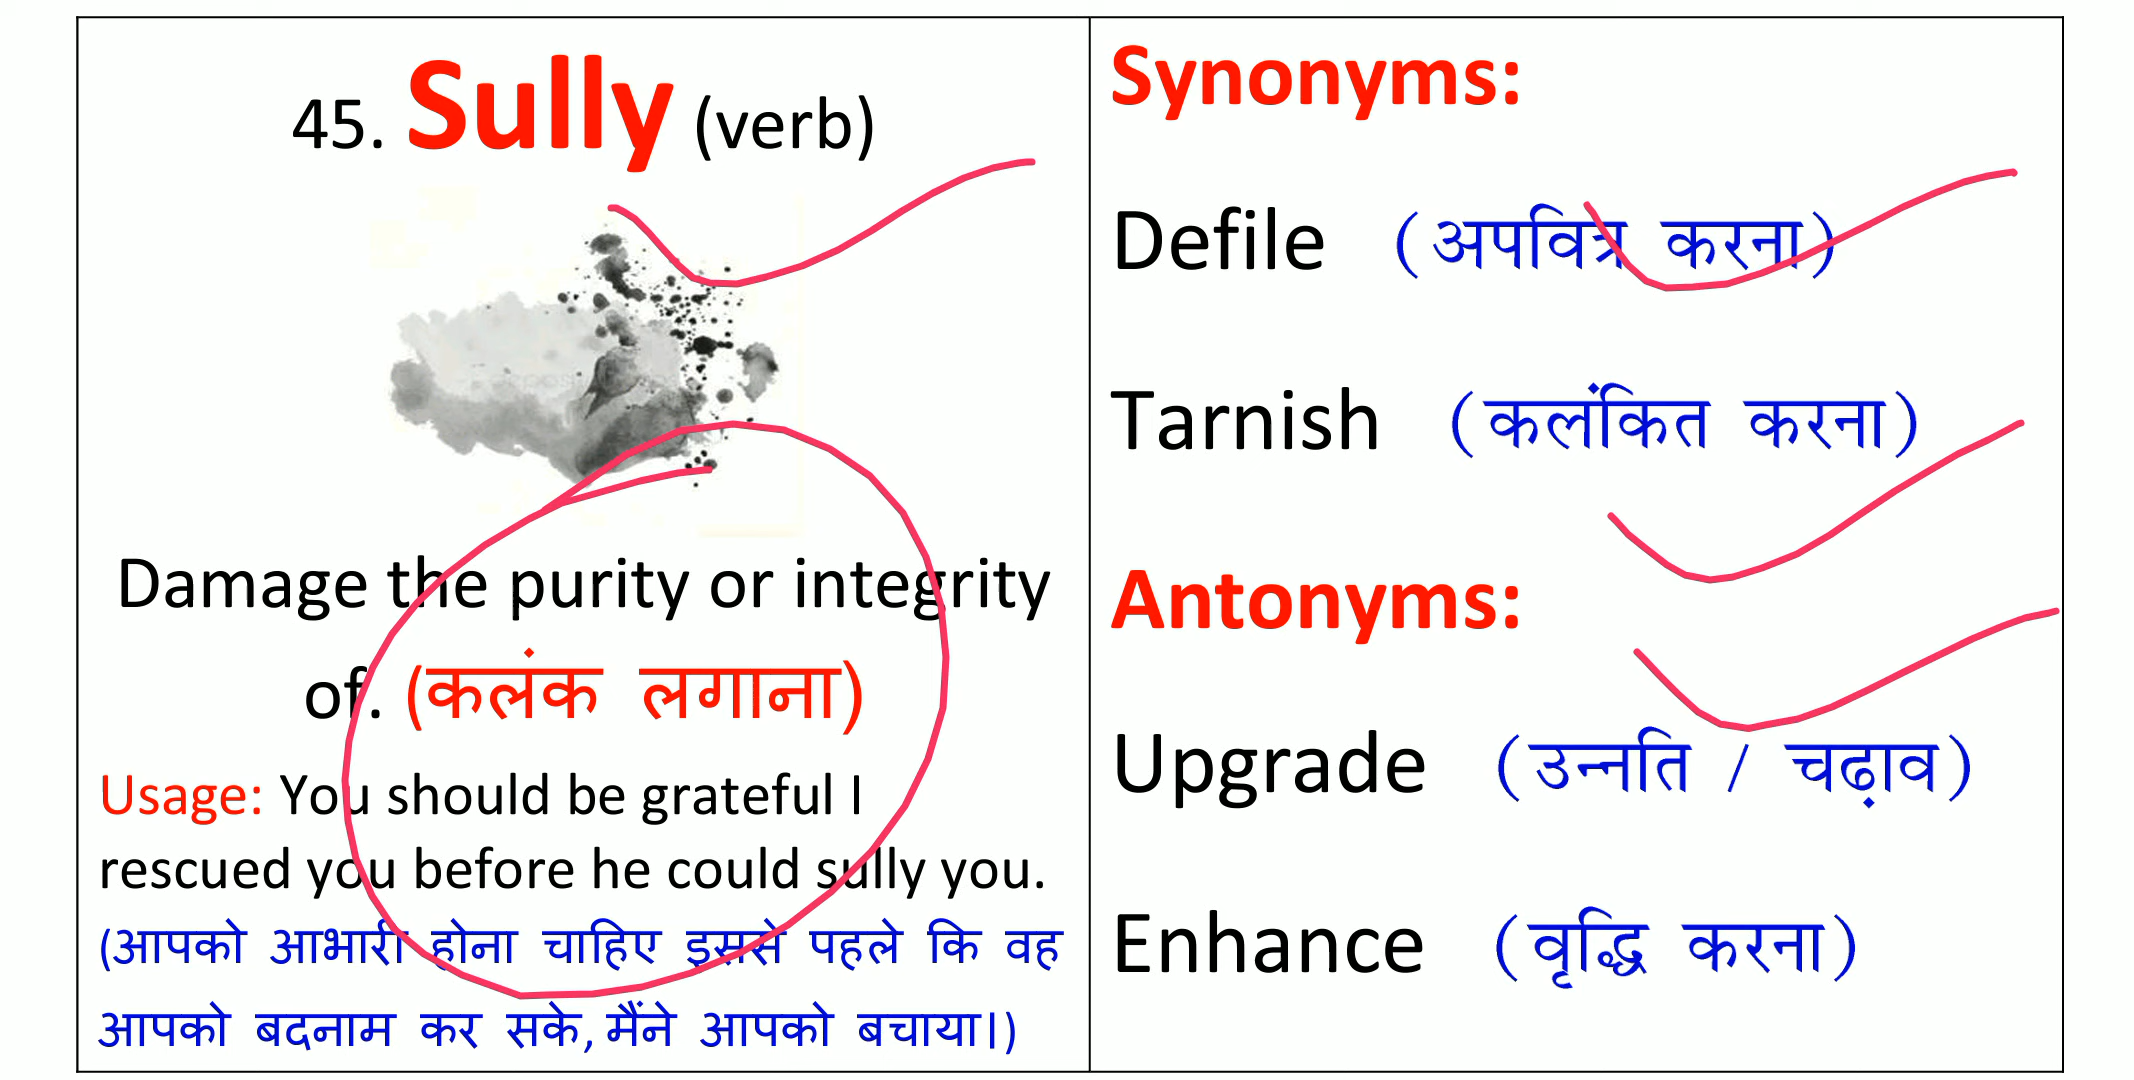 45. Sully (verb)
Damage the purity or integrity
of. (कलंक लगाना)
Usage: You should be grateful I
rescued you before he could sully you.
(आपको आभारी होना चाहिए इससे पहले कि वह
आपको बदनाम कर सके, मैंने आपको बचाया।)
Synonyms:
Defile (अपवित्र करना)
Tarnish (कलंकित करना)
Antonyms:
Upgrade (उन्नति / चढ़ाव)
Enhance (वृद्धि करना)